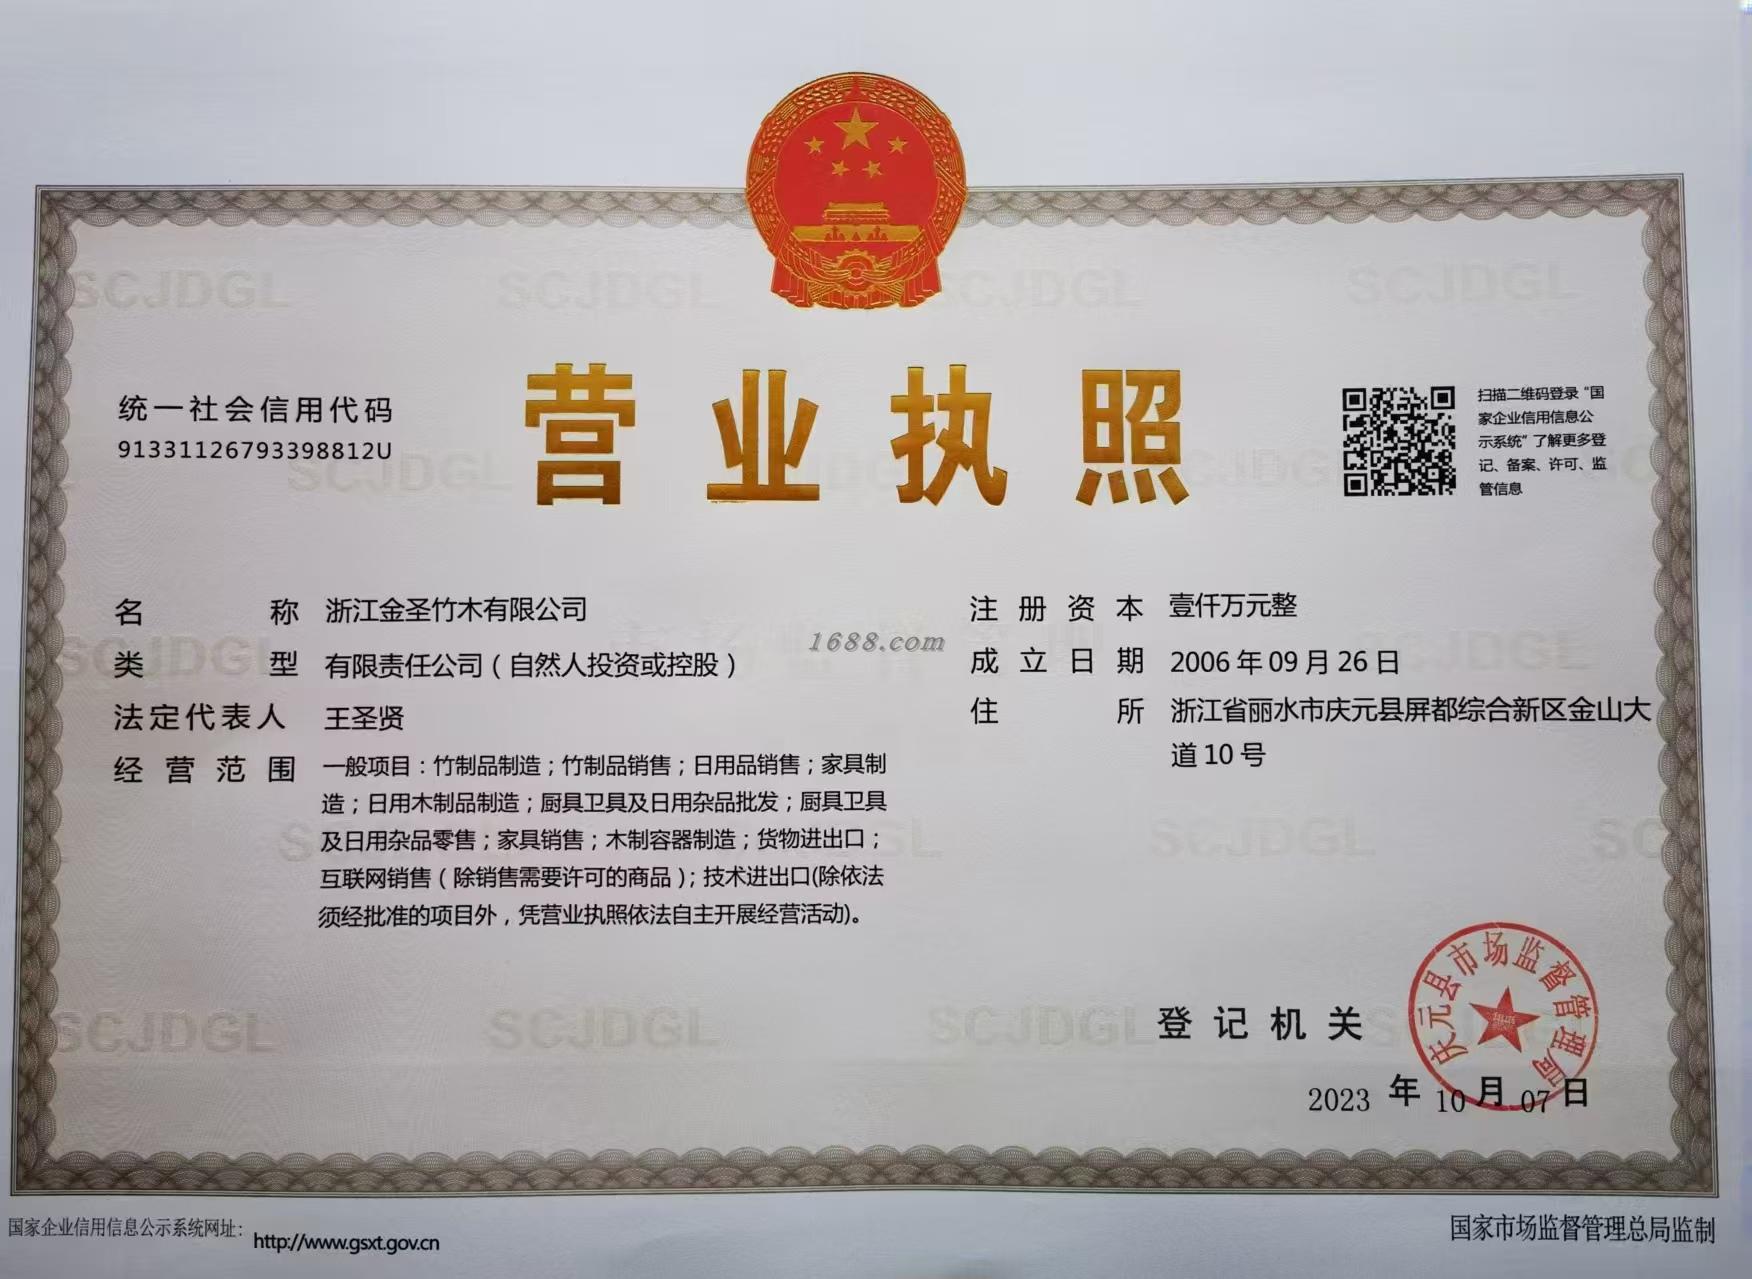 营业执照
统一社会信用代码
91331126793398812U
扫描二维码登录“国
家企业信用信息公
示系统”了解更多登
记、备案、许可、监
管信息
名称 浙江金圣竹木有限公司
类型 有限责任公司（自然人投资或控股）
法定代表人 王圣贤
经营范围 一般项目：竹制品制造；竹制品销售；日用品销售；家具制
造；日用木制品制造；厨具卫具及日用杂品批发；厨具卫具
及日用杂品零售；家具销售；木制容器制造；货物进出口；
互联网销售（除销售需要许可的商品）；技术进出口(除依法
须经批准的项目外，凭营业执照依法自主开展经营活动)。
注册资本 壹仟万元整
成立日期 2006年09月26日
住所 浙江省丽水市庆元县屏都综合新区金山大
道10号
1688.com
登记机关
庆元县市场监督管理局
2023年10月07日
国家企业信用信息公示系统网址：http://www.gsxt.gov.cn
国家市场监督管理总局监制
SCJDGL
SCJDGL
SCJDGL
SCJDGL
SCJDGL
SCJDGL
SCJDGL
SCJDGL
SCJDGL